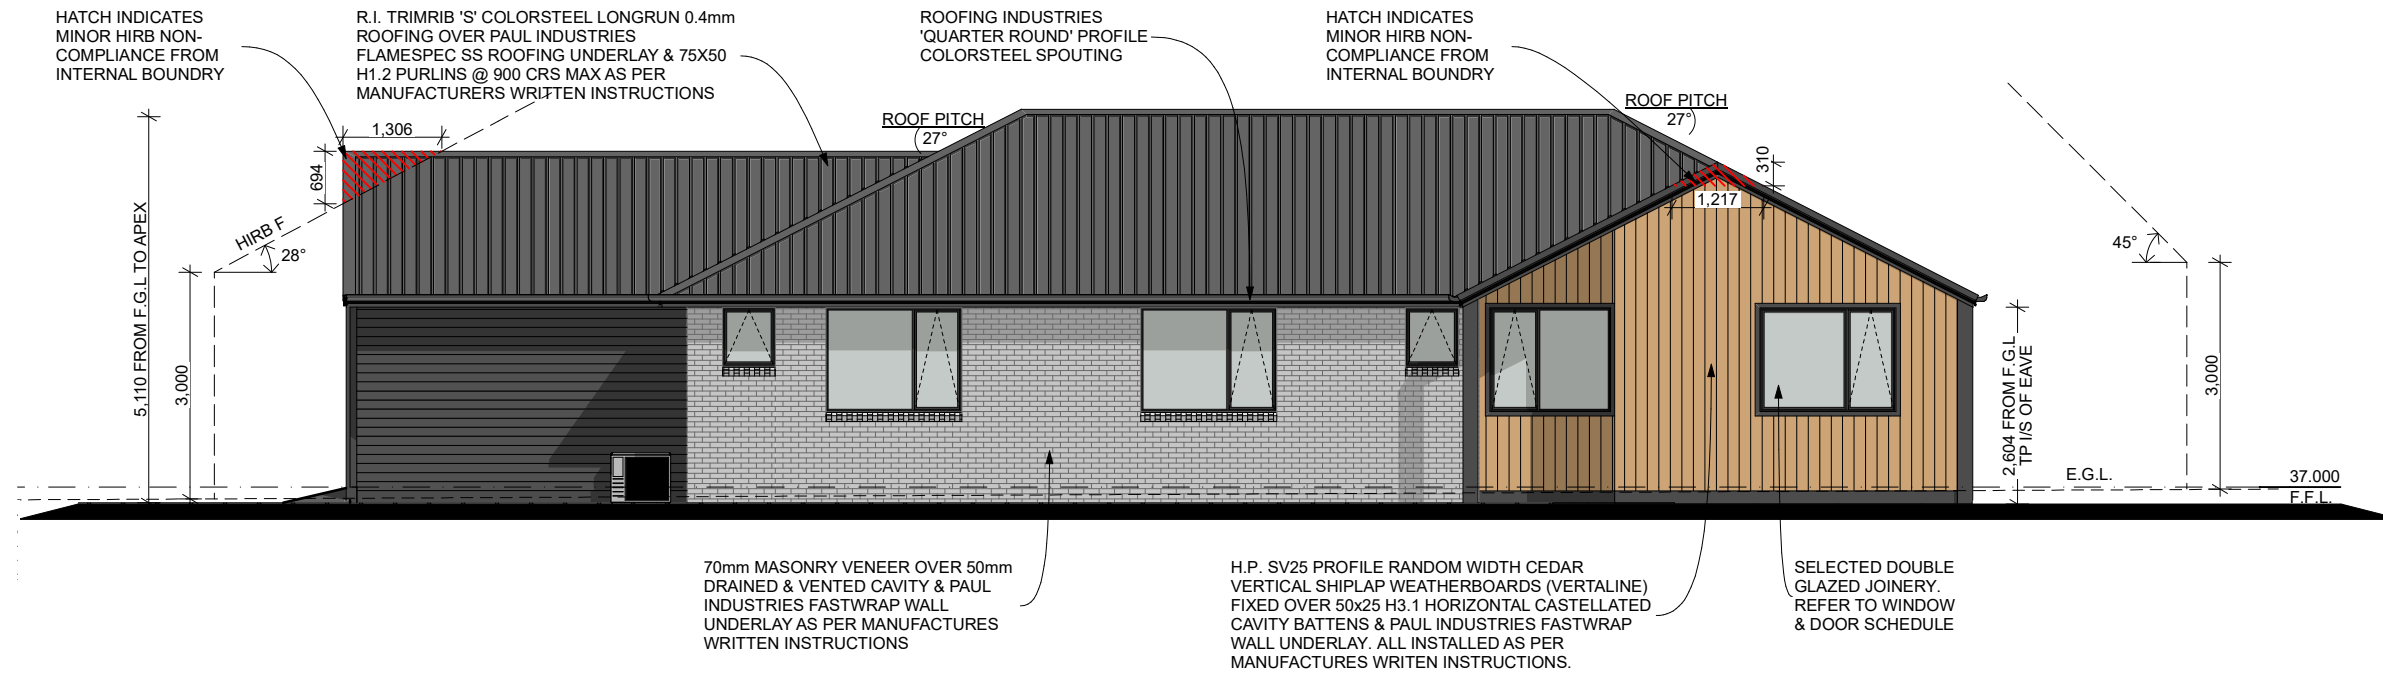 HATCH INDICATES
MINOR HIRB NON-
COMPLIANCE FROM
INTERNAL BOUNDRY
R.I. TRIMRIB 'S' COLORSTEEL LONGRUN 0.4mm
ROOFING OVER PAUL INDUSTRIES
FLAMESPEC SS ROOFING UNDERLAY & 75X50
H1.2 PURLINS @ 900 CRS MAX AS PER
MANUFACTURERS WRITTEN INSTRUCTIONS
ROOFING INDUSTRIES
'QUARTER ROUND' PROFILE
COLORSTEEL SPOUTING
HATCH INDICATES
MINOR HIRB NON-
COMPLIANCE FROM
INTERNAL BOUNDRY
ROOF PITCH
27°
ROOF PITCH
27°
1,306
694
310
1,217
HIRB F
28°
45°
5,110 FROM F.G.L TO APEX
3,000
2,604 FROM F.G.L
TP I/S OF EAVE
3,000
E.G.L.
37.000
F.F.L.
70mm MASONRY VENEER OVER 50mm
DRAINED & VENTED CAVITY & PAUL
INDUSTRIES FASTWRAP WALL
UNDERLAY AS PER MANUFACTURES
WRITTEN INSTRUCTIONS
H.P. SV25 PROFILE RANDOM WIDTH CEDAR
VERTICAL SHIPLAP WEATHERBOARDS (VERTALINE)
FIXED OVER 50x25 H3.1 HORIZONTAL CASTELLATED
CAVITY BATTENS & PAUL INDUSTRIES FASTWRAP
WALL UNDERLAY. ALL INSTALLED AS PER
MANUFACTURES WRITEN INSTRUCTIONS.
SELECTED DOUBLE
GLAZED JOINERY.
REFER TO WINDOW
& DOOR SCHEDULE